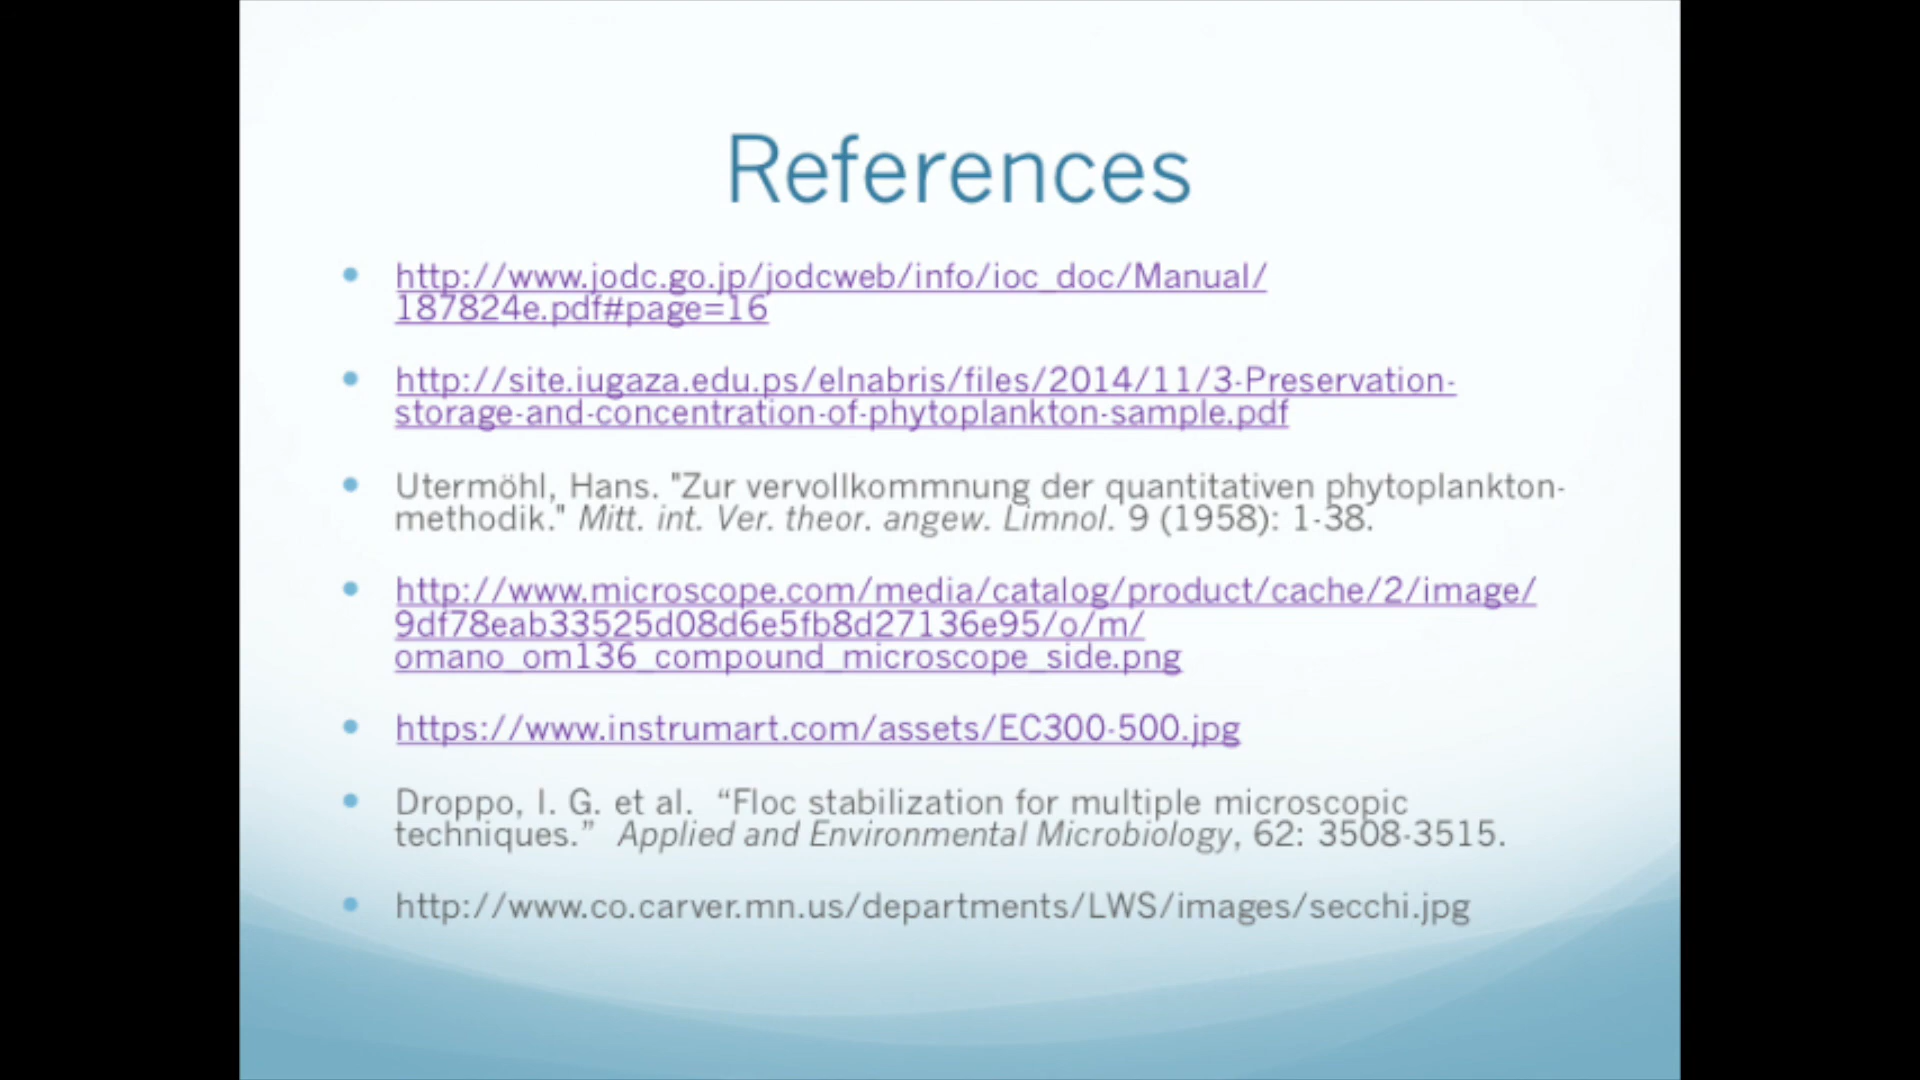 References
http://www.jodc.go.jp/jodcweb/info/ioc_doc/Manual/
187824e.pdf#page=16
http://site.iugaza.edu.ps/elnabris/files/2014/11/3-Preservation-
storage-and-concentration-of-phytoplankton-sample.pdf
Utermöhl, Hans. "Zur vervollkommnung der quantitativen phytoplankton-
methodik." Mitt. int. Ver. theor. angew. Limnol. 9 (1958): 1-38.
http://www.microscope.com/media/catalog/product/cache/2/image/
9df78eab33525d08d6e5fb8d27136e95/o/m/
omano_om136_compound_microscope_side.png
https://www.instrumart.com/assets/EC300-500.jpg
Droppo, I. G. et al.  “Floc stabilization for multiple microscopic
techniques.”  Applied and Environmental Microbiology, 62: 3508-3515.
http://www.co.carver.mn.us/departments/LWS/images/secchi.jpg